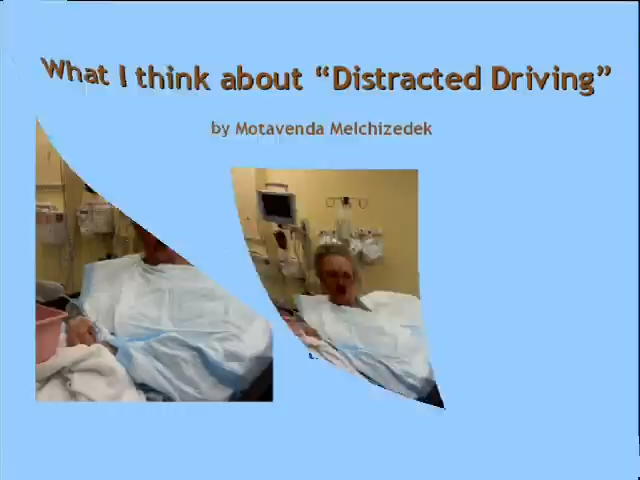 What I think about “Distracted Driving”
by Motavenda Melchizedek